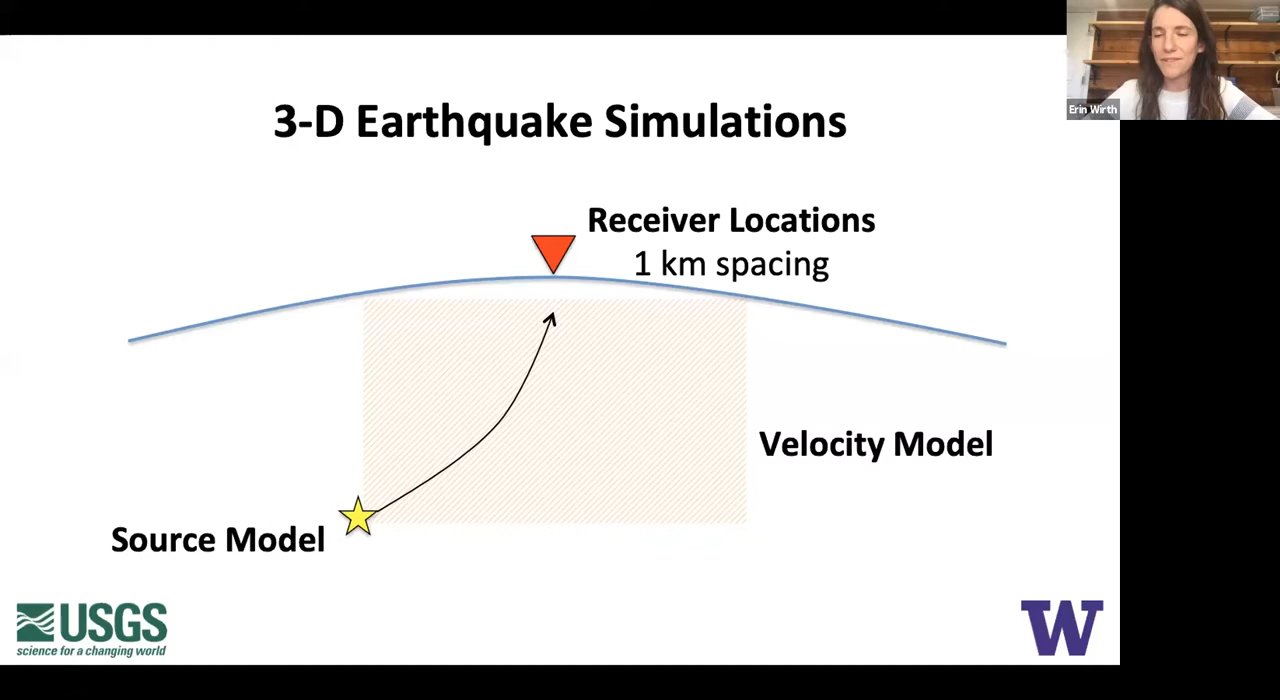 Erin Wirth
3-D Earthquake Simulations
Receiver Locations
1 km spacing
Velocity Model
Source Model
USGS
science for a changing world
W